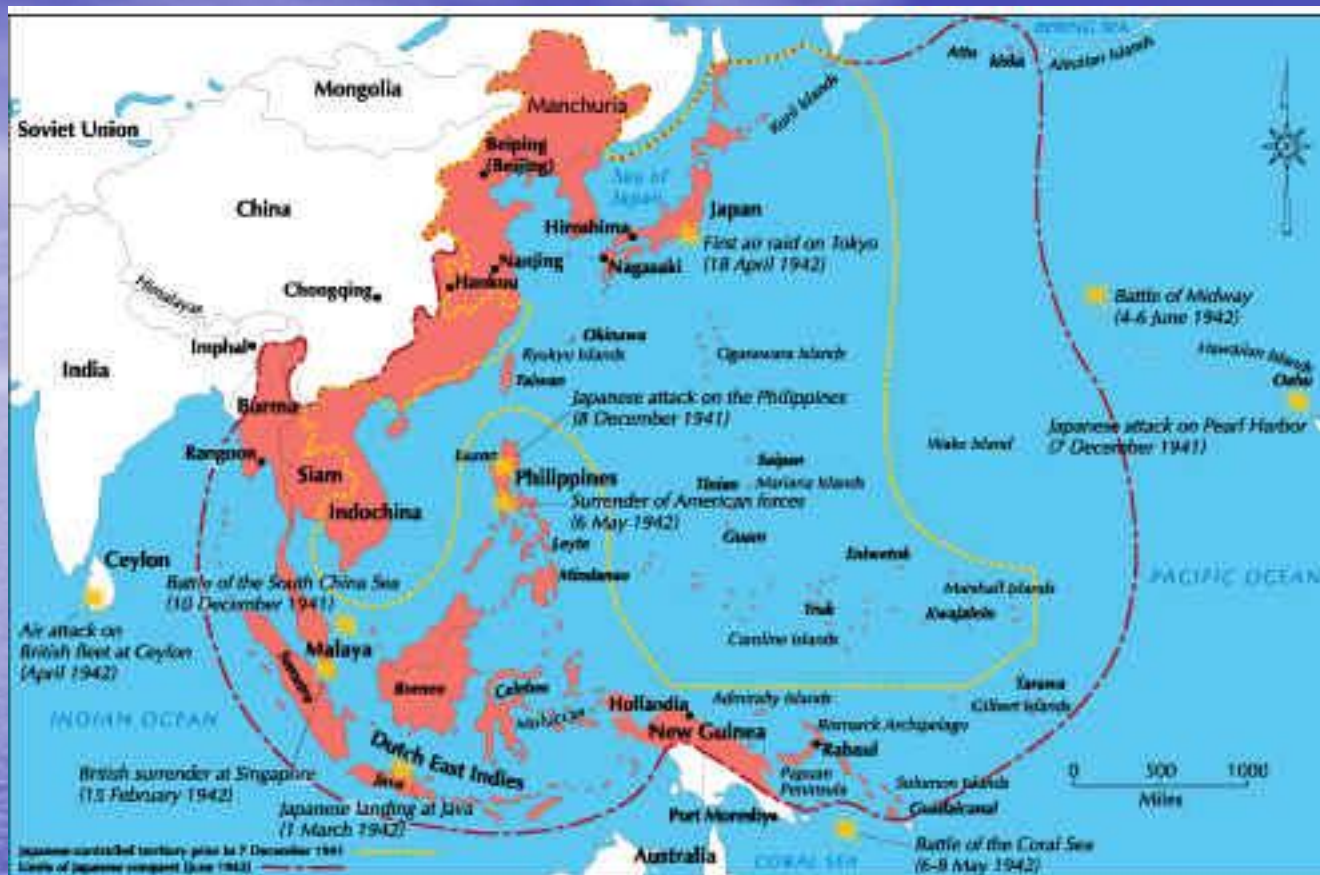 BERING SEA
Attu
Kiska
Aleutian Islands
Mongolia
Manchuria
Kuril Islands
Soviet Union
Beiping
(Beijing)
Sea of
Japan
China
Japan
Hiroshima
First air raid on Tokyo
(18 April 1942)
Nanjing
Nagasaki
Hankou
Chongqing
Himalayas
Battle of Midway
(4-6 June 1942)
Okinawa
Imphal
Ryukyu Islands
Ogasawara Islands
Hawaiian Islands
India
Taiwan
Oahu
Burma
Japanese attack on the Philippines
(8 December 1941)
Japanese attack on Pearl Harbor
(7 December 1941)
Wake Island
Rangoon
Luzon
Saipan
Siam
Philippines
Tinian
Mariana Islands
Indochina
Surrender of American forces
(6 May 1942)
Guam
Leyte
Eniwetok
Ceylon
Mindanao
Battle of the South China Sea
(10 December 1941)
PACIFIC OCEAN
Marshall Islands
Truk
Kwajalein
Air attack on
British fleet at Ceylon
(April 1942)
Malaya
Caroline Islands
Sumatra
Borneo
Celebes
Admiralty Islands
Tarawa
Gilbert Islands
Hollandia
Moluccas
INDIAN OCEAN
New Guinea
Bismarck Archipelago
Rabaul
Dutch East Indies
British surrender at Singapore
(15 February 1942)
Java
Papuan
Peninsula
Solomon Islands
0 500 1000
Miles
Japanese landing at Java
(1 March 1942)
Port Moresby
Guadalcanal
Battle of the Coral Sea
(6-8 May 1942)
Australia
CORAL SEA
Japanese-controlled territory prior to 7 December 1941
Limits of Japanese conquest (June 1942)